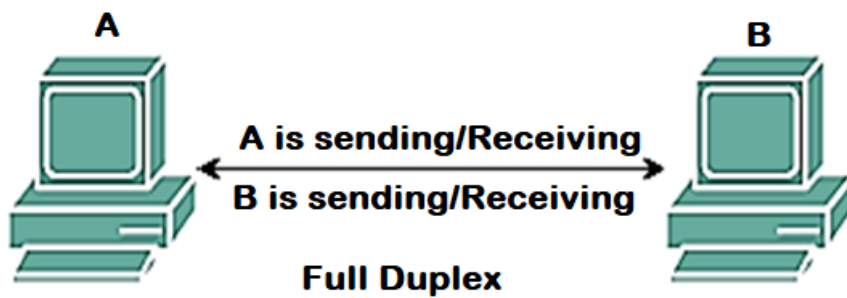 A
B
A is sending/Receiving
B is sending/Receiving
Full Duplex